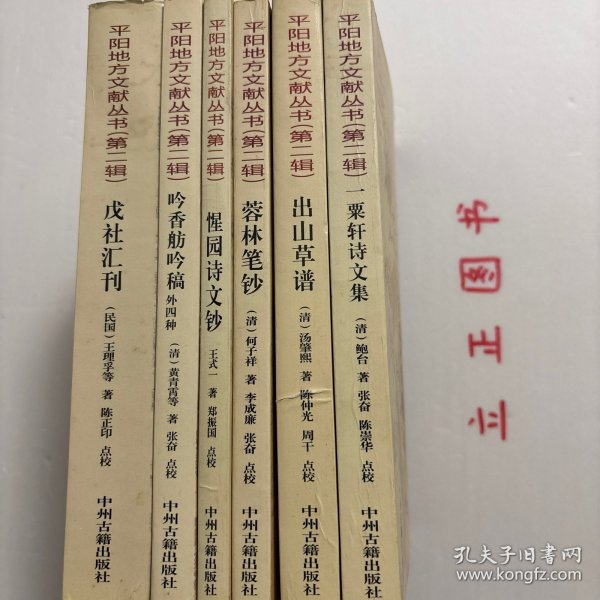 平阳地方文献丛书(第二辑)
戊社汇刊
(民国)王理孚等 著 陈正印 点校
中州古籍出版社
平阳地方文献丛书(第二辑)
吟香舫吟稿 外四种
(清)黄青霄等 著 张奋 点校
中州古籍出版社
平阳地方文献丛书(第二辑)
惺园诗文钞
王式一 著 郑振国 点校
中州古籍出版社
平阳地方文献丛书(第二辑)
蓉林笔钞
(清)何子祥 著 李成廉 张奋 点校
中州古籍出版社
平阳地方文献丛书(第二辑)
出山草谱
(清)汤肇熙 著 陈仲光 周干 点校
中州古籍出版社
平阳地方文献丛书(第二辑)
一粟轩诗文集
(清)鲍台 著 张奋 陈崇华 点校
中州古籍出版社
立正图书
孔夫子旧书网
www.kongfz.com